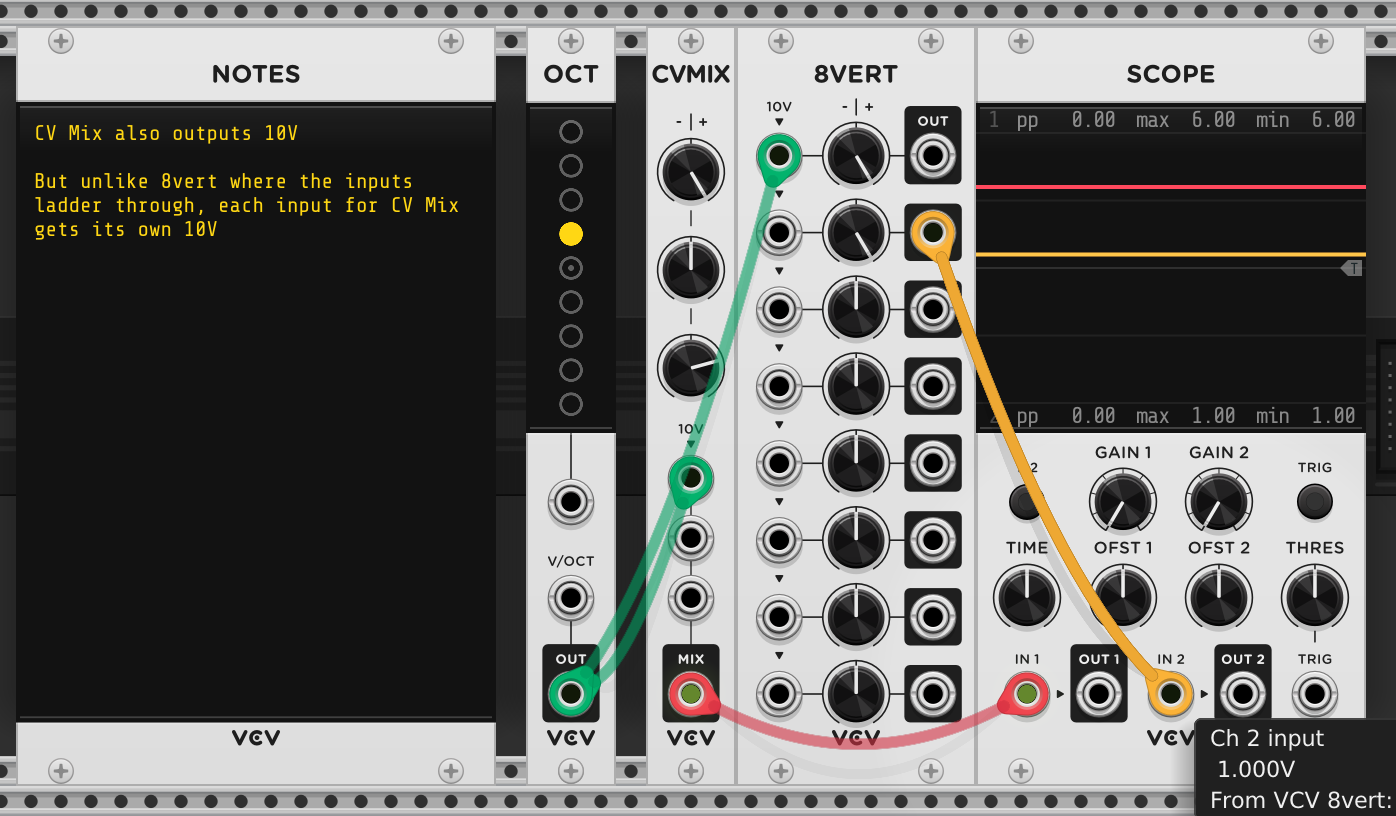 NOTES
CV Mix also outputs 10V
But unlike 8vert where the inputs
ladder through, each input for CV Mix
gets its own 10V
VCV
OCT
V/OCT
OUT
VCV
CVMIX
- | +
10V
MIX
VCV
8VERT
10V
- | +
OUT
VCV
SCOPE
1 pp 0.00 max 6.00 min 6.00
T
pp 0.00 max 1.00 min 1.00
GAIN 1
GAIN 2
TRIG
TIME
OFST 1
OFST 2
THRES
IN 1
OUT 1
IN 2
OUT 2
TRIG
VCV
Ch 2 input
1.000V
From VCV 8vert: